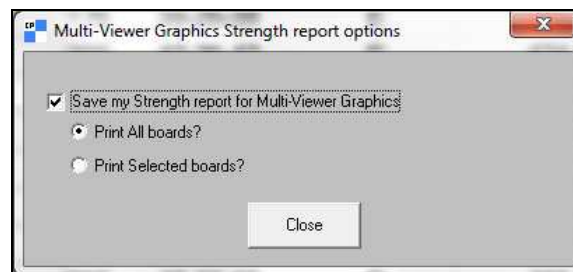 CP
Multi-Viewer Graphics Strength report options
Save my Strength report for Multi-Viewer Graphics
Print All boards?
Print Selected boards?
Close